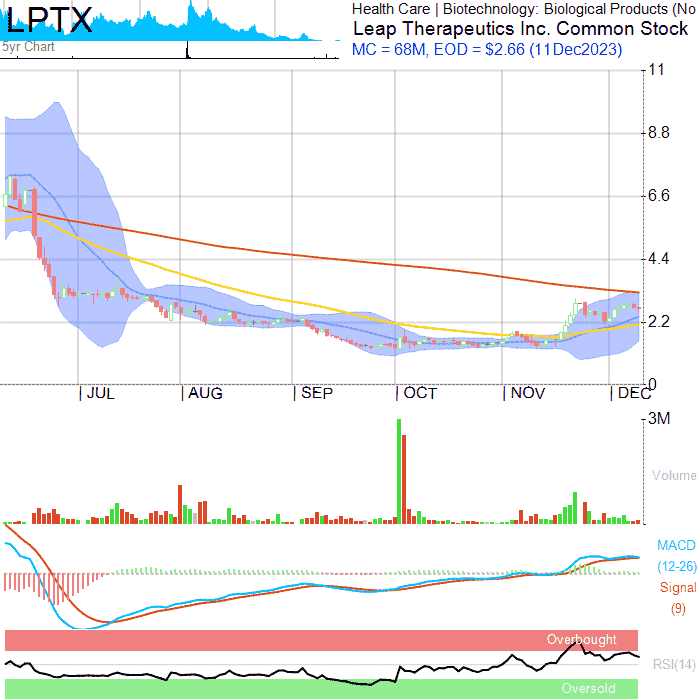 LPTX
5yr Chart
Health Care | Biotechnology: Biological Products (No
Leap Therapeutics Inc. Common Stock
MC = 68M, EOD = $2.66 (11Dec2023)
11
8.8
6.6
4.4
2.2
0
JUL AUG SEP OCT NOV DEC
3M
Volume
MACD
(12-26)
Signal
(9)
Overbought
RSI(14)
Oversold